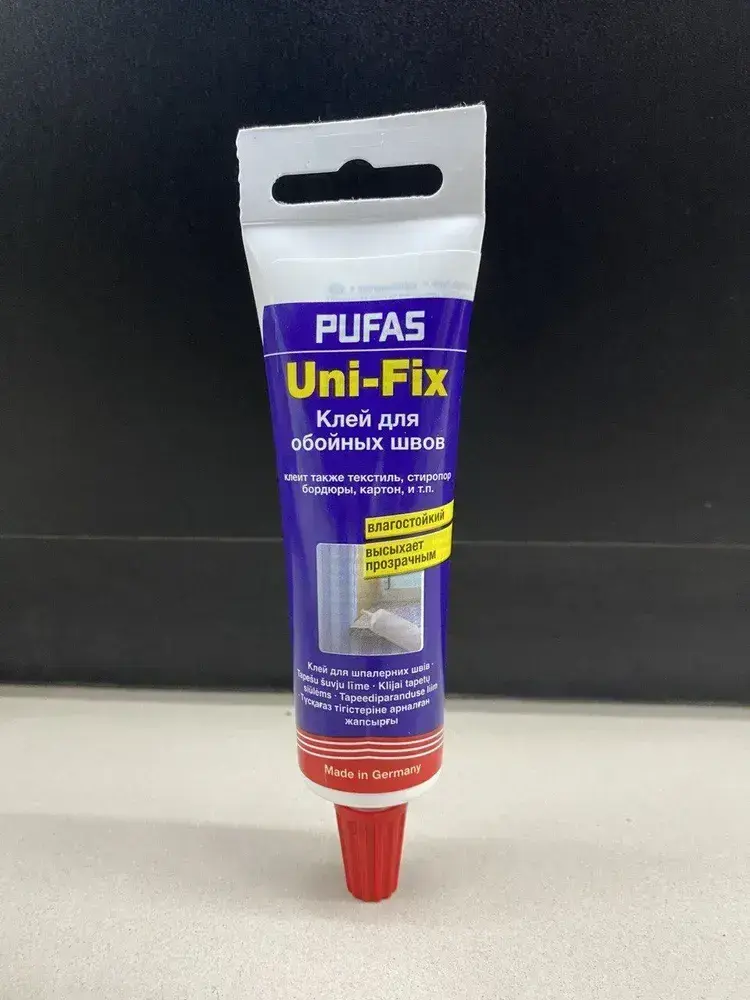 PUFAS
Uni-Fix
Клей для
обойных швов
клеит также текстиль, стиропор
бордюры, картон, и т.п.
влагостойкий
высыхает
прозрачным
Клей для шпалерних швів ·
Tapešu šuvju līme · Klijai tapetų
siūlėms · Tapeediparanduse liim
· Тұсқағаз тігістеріне арналған
жапсырғы
Made in Germany